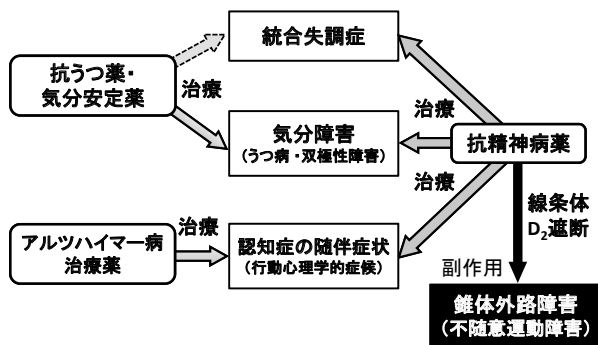 統合失調症
抗うつ薬・
気分安定薬
治療
気分障害
(うつ病・双極性障害)
治療
抗精神病薬
治療
アルツハイマー病
治療薬
治療
認知症の随伴症状
(行動心理学的症候)
線条体
D2遮断
副作用
錐体外路障害
(不随意運動障害)